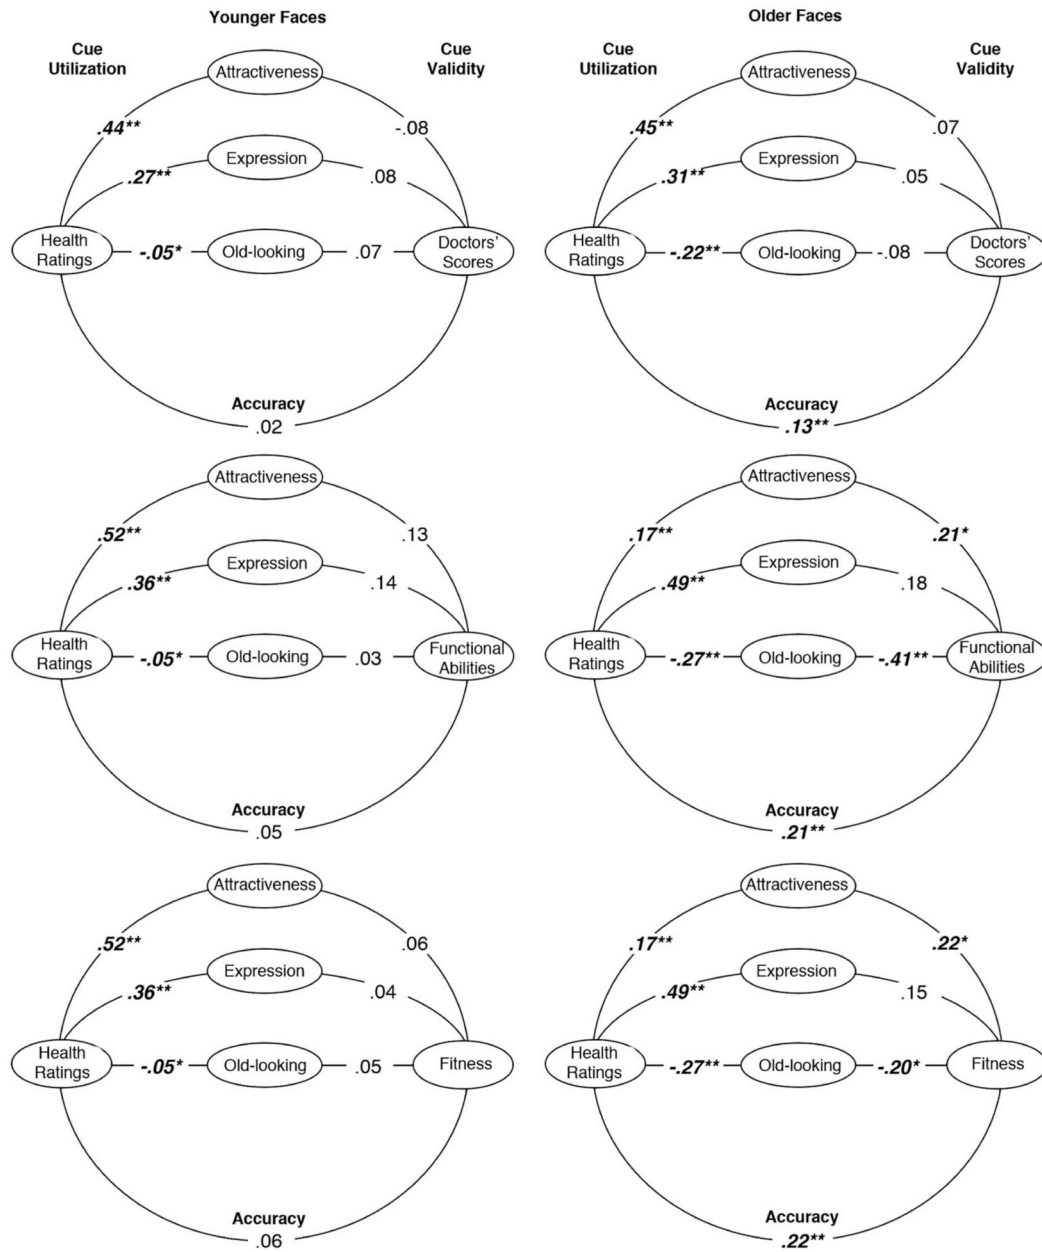 Younger Faces
Older Faces
Cue
Utilization
Cue
Validity
Cue
Utilization
Cue
Validity
Attractiveness
.44**
-.08
Expression
.27**
.08
Health
Ratings
-.05*
Old-looking
.07
Doctors'
Scores
Accuracy
.02
Attractiveness
.45**
.07
Expression
.31**
.05
Health
Ratings
-.22**
Old-looking
-.08
Doctors'
Scores
Accuracy
.13**
Attractiveness
.52**
.13
Expression
.36**
.14
Health
Ratings
-.05*
Old-looking
.03
Functional
Abilities
Accuracy
.05
Attractiveness
.17**
.21*
Expression
.49**
.18
Health
Ratings
-.27**
Old-looking
-.41**
Functional
Abilities
Accuracy
.21**
Attractiveness
.52**
.06
Expression
.36**
.04
Health
Ratings
-.05*
Old-looking
.05
Fitness
Accuracy
.06
Attractiveness
.17**
.22*
Expression
.49**
.15
Health
Ratings
-.27**
Old-looking
-.20*
Fitness
Accuracy
.22**